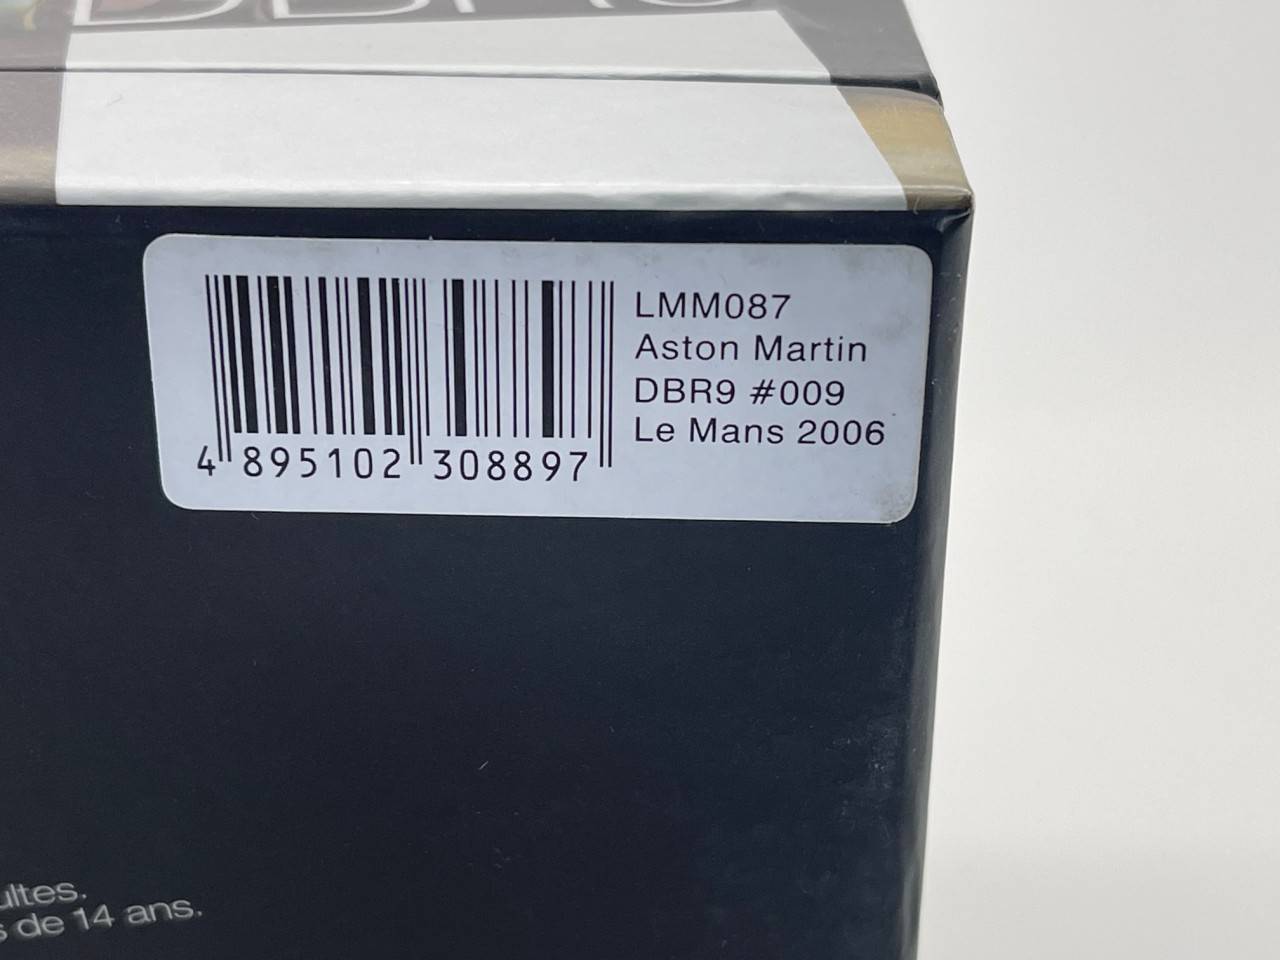 LMM087
Aston Martin
DBR9 #009
Le Mans 2006
4 895102 308897
ultes.
s de 14 ans.